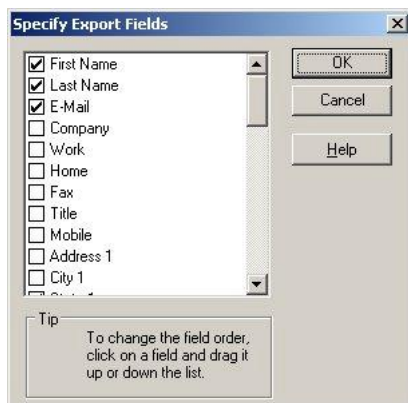 Specify Export Fields
First Name
Last Name
E-Mail
Company
Work
Home
Fax
Title
Mobile
Address 1
City 1
State 1
OK
Cancel
Help
Tip
To change the field order,
click on a field and drag it
up or down the list.